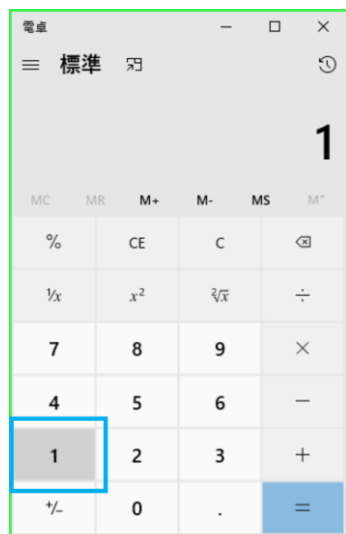 電卓
標準
1
MC MR M+ M- MS M˅
% CE C
¹/x x² ²√x ÷
7 8 9 ×
4 5 6 −
1 2 3 +
+/− 0 . =